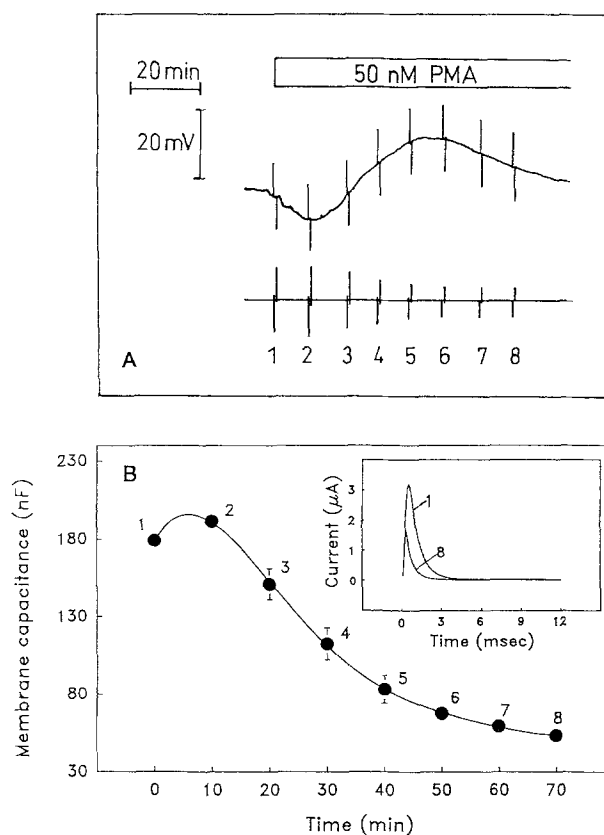 20 min
50 nM PMA
20mV
1 2 3 4 5 6 7 8
A
B
Membrane capacitance (nF)
230
180
130
80
30
1
2
3
4
5
6
7
8
Current (μA)
3
2
1
0
1
8
0 3 6 9 12
Time (msec)
0 10 20 30 40 50 60 70
Time (min)